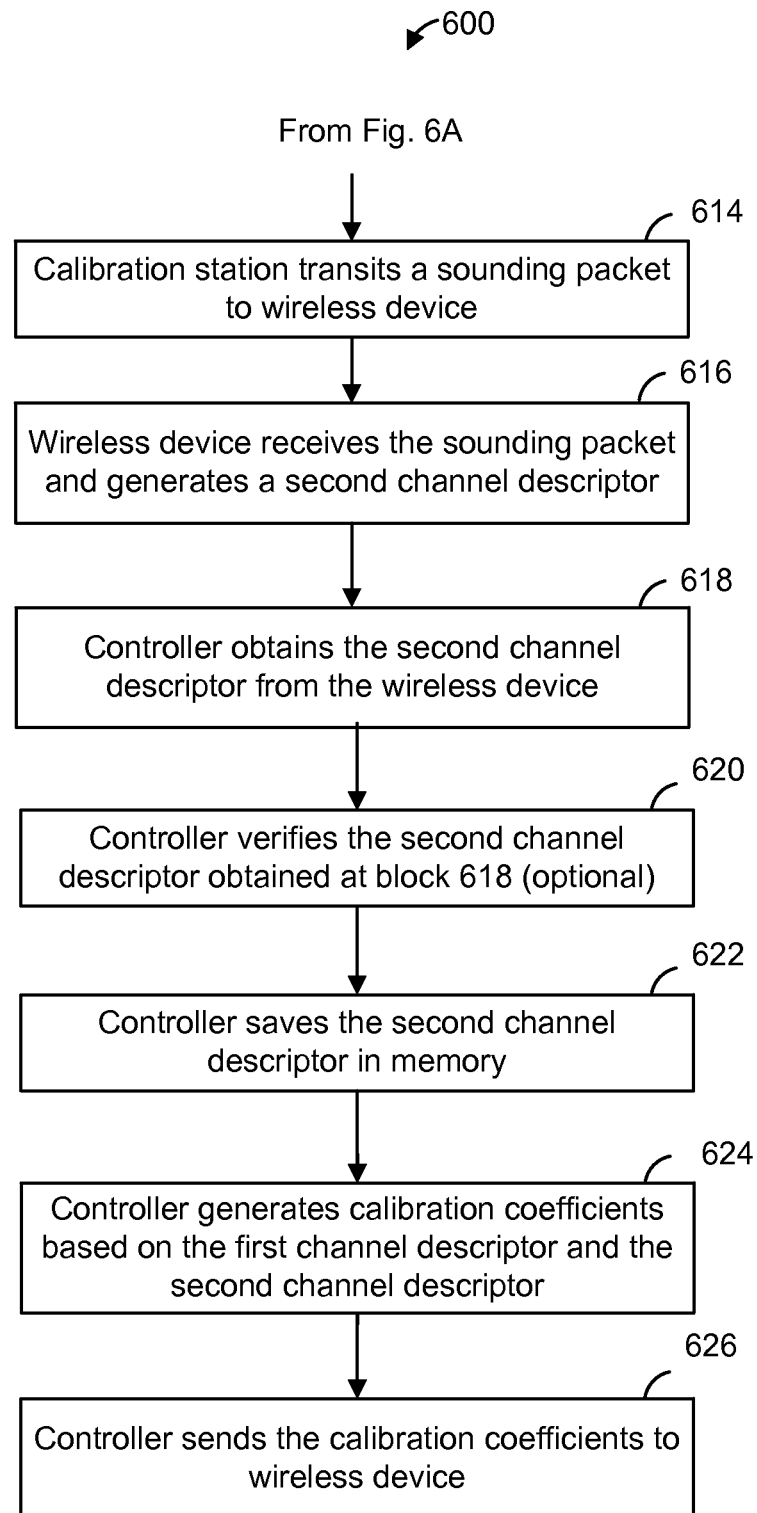 600
From Fig. 6A
614
Calibration station transits a sounding packet
to wireless device
616
Wireless device receives the sounding packet
and generates a second channel descriptor
618
Controller obtains the second channel
descriptor from the wireless device
620
Controller verifies the second channel
descriptor obtained at block 618 (optional)
622
Controller saves the second channel
descriptor in memory
624
Controller generates calibration coefficients
based on the first channel descriptor and the
second channel descriptor
626
Controller sends the calibration coefficients to
wireless device